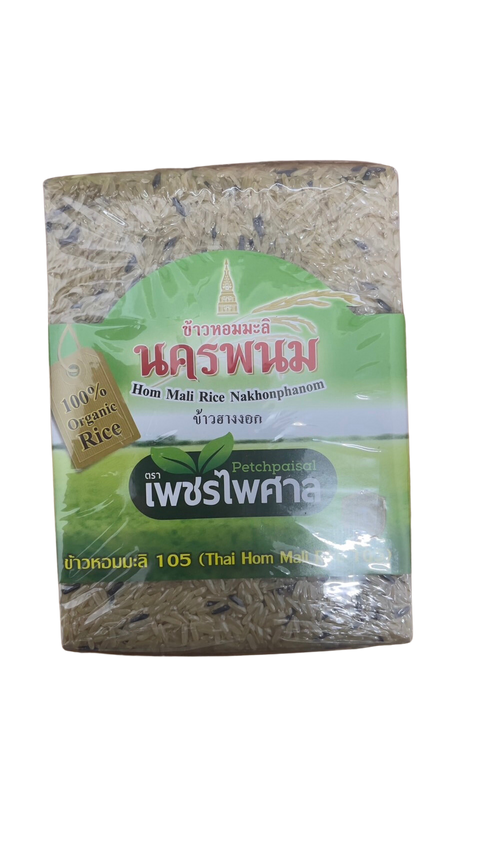 ข้าวหอมมะลิ
นครพนม
Hom Mali Rice Nakhonphanom
ข้าวฮางงอก
100%
Organic
Rice
Petchpaisal
ตรา
เพชรไพศาล
ข้าวหอมมะลิ 105 (Thai Hom Mali